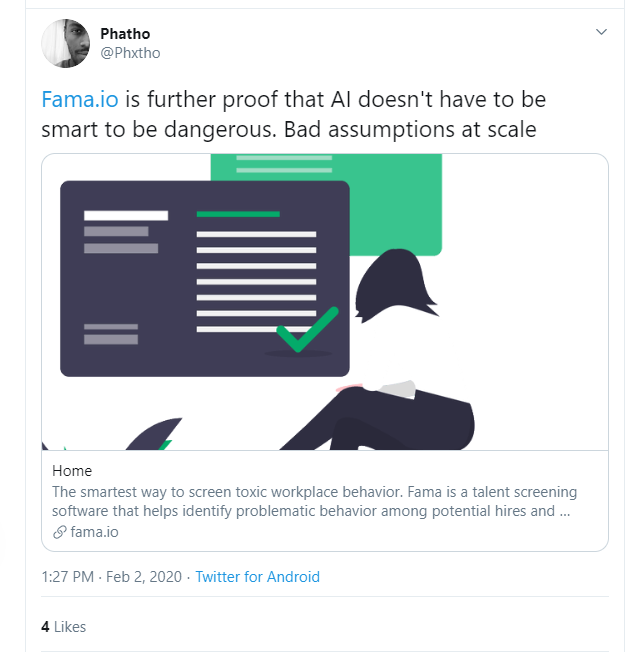 Phatho
@Phxtho
Fama.io is further proof that AI doesn't have to be
smart to be dangerous. Bad assumptions at scale
Home
The smartest way to screen toxic workplace behavior. Fama is a talent screening
software that helps identify problematic behavior among potential hires and ...
fama.io
1:27 PM · Feb 2, 2020 · Twitter for Android
4 Likes